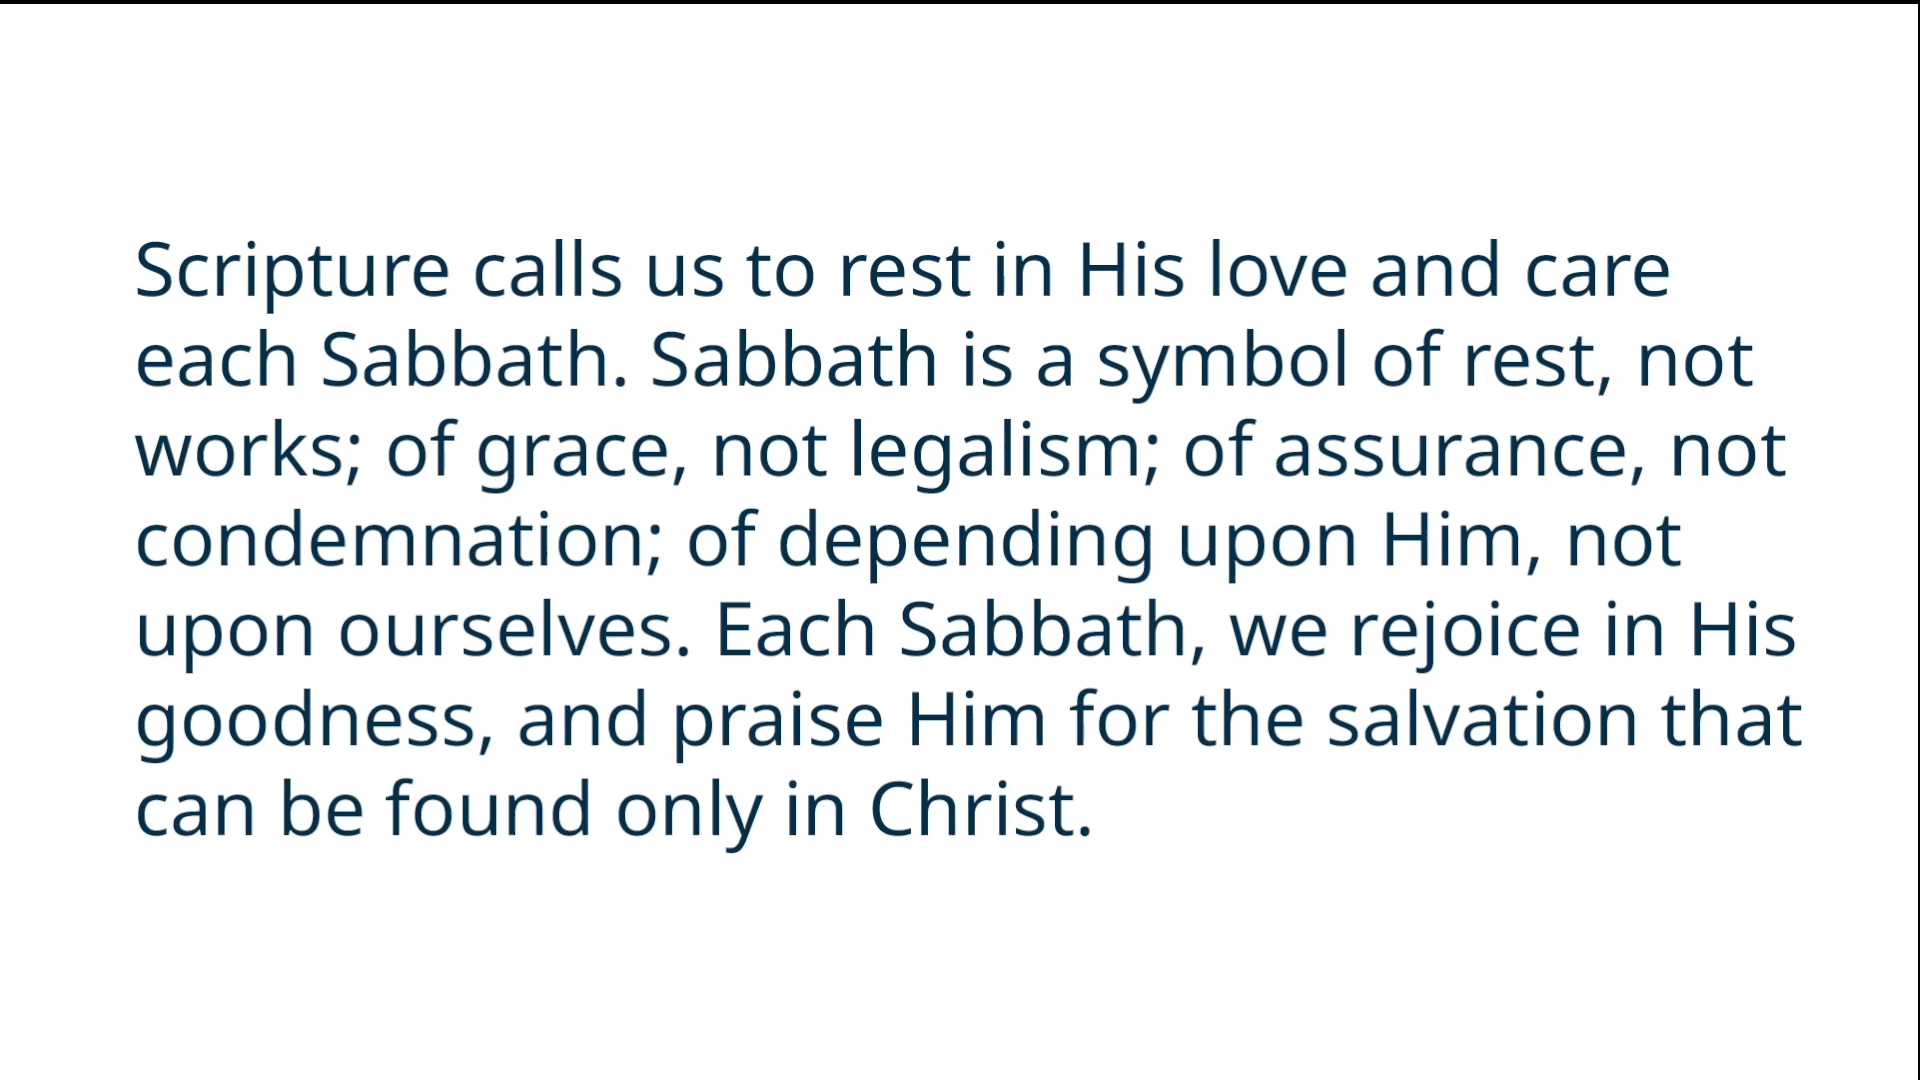 Scripture calls us to rest in His love and care
each Sabbath. Sabbath is a symbol of rest, not
works; of grace, not legalism; of assurance, not
condemnation; of depending upon Him, not
upon ourselves. Each Sabbath, we rejoice in His
goodness, and praise Him for the salvation that
can be found only in Christ.